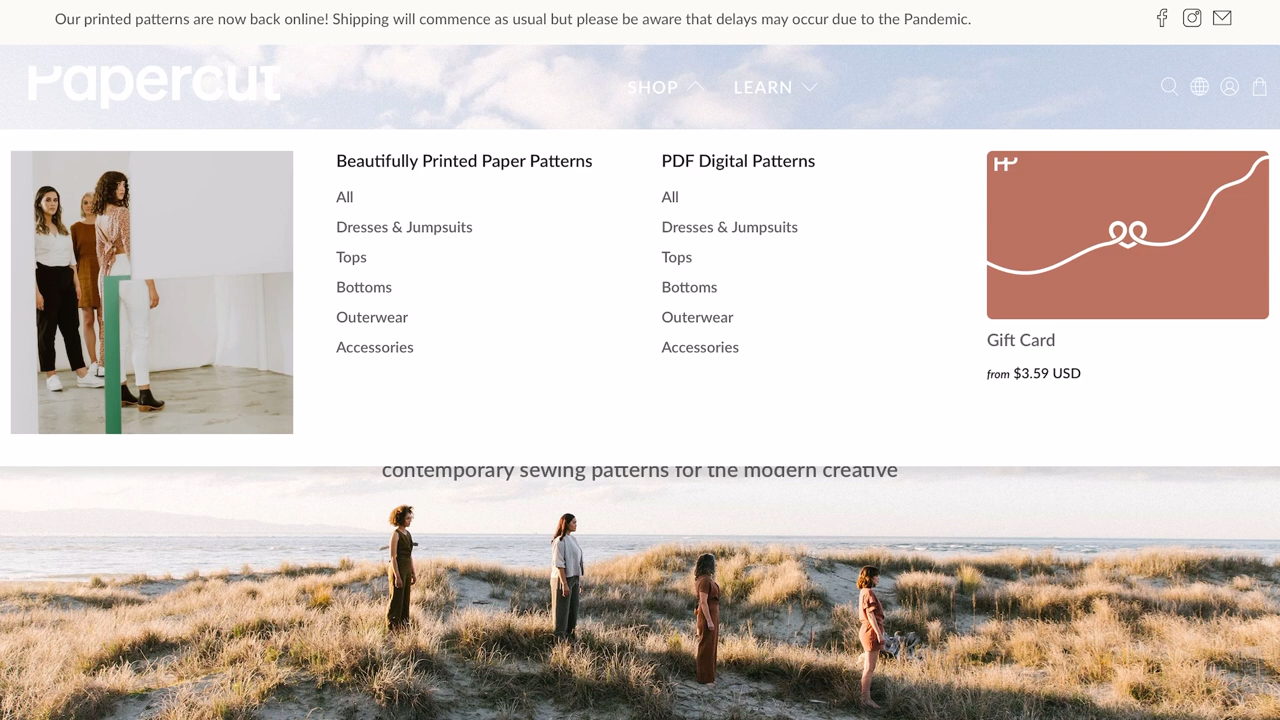 Our printed patterns are now back online! Shipping will commence as usual but please be aware that delays may occur due to the Pandemic.
Papercut
SHOP
LEARN
Beautifully Printed Paper Patterns
All
Dresses & Jumpsuits
Tops
Bottoms
Outerwear
Accessories
PDF Digital Patterns
All
Dresses & Jumpsuits
Tops
Bottoms
Outerwear
Accessories
Gift Card
from $3.59 USD
contemporary sewing patterns for the modern creative